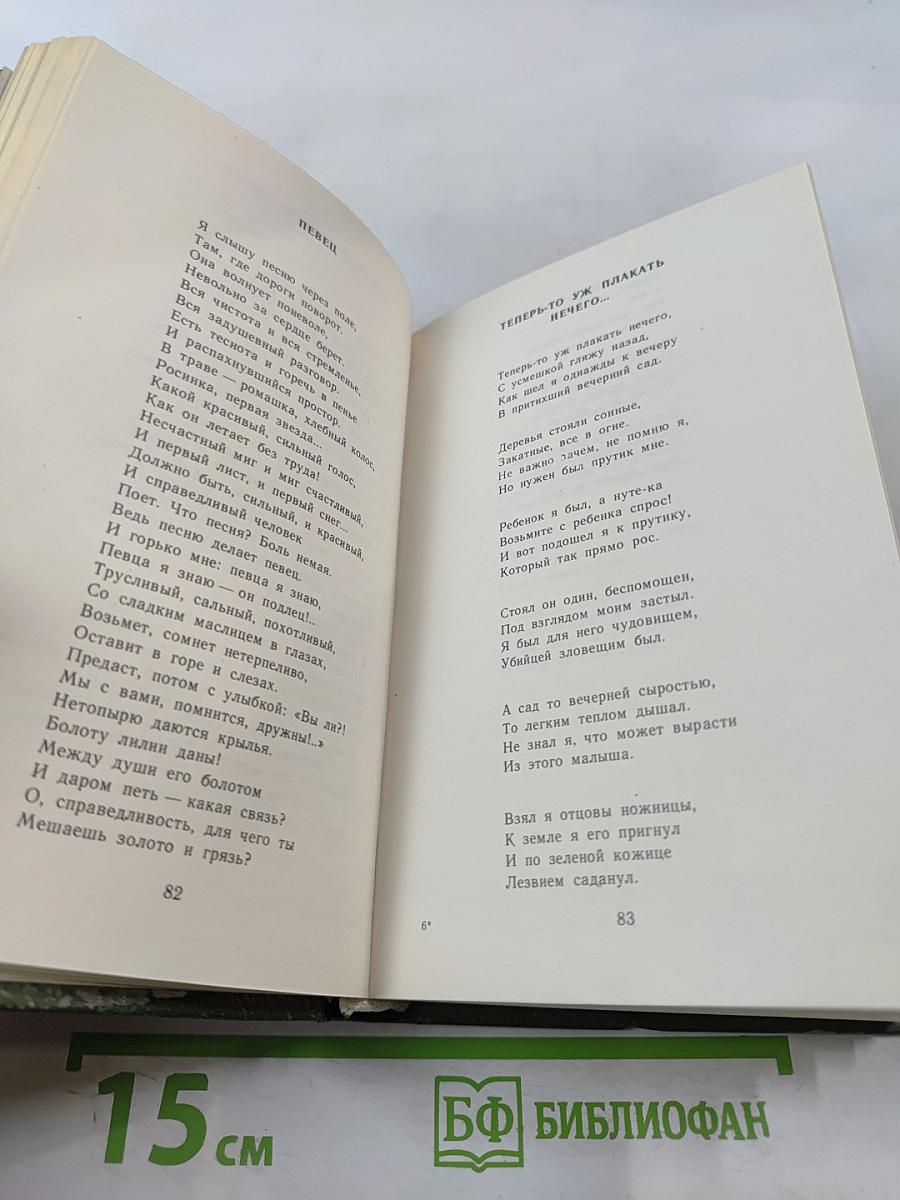 ПЕВЕЦ
Я слышу песню через поле,
Там, где дороги поворот.
Она волнует поневоле,
Невольно за сердце берет.
Вся чистота и вся стремленье,
Вся задушевный разговор.
Есть теснота и горечь в пенье
И распахнувшийся простор.
В траве — ромашка, хлебный колос,
Росинка, первая звезда...
Какой красивый, сильный голос,
Как он летает без труда!
Несчастный миг и миг счастливый,
И первый лист, и первый снег...
Должно быть, сильный, и красивый,
И справедливый человек
Поет. Что песня? Боль немая.
Ведь песню делает певец.
И горько мне: певца я знаю,
Певца я знаю — он подлец!..
Трусливый, сальный, похотливый,
Со сладким маслицем в глазах,
Возьмет, сомнет нетерпеливо,
Оставит в горе и слезах.
Предаст, потом с улыбкой: «Вы ли?!
Мы с вами, помнится, дружны!..»
Нетопырю даются крылья.
Болоту лилии даны!
Между души его болотом
И даром петь — какая связь?
О, справедливость, для чего ты
Мешаешь золото и грязь?
82
ТЕПЕРЬ-ТО УЖ ПЛАКАТЬ
НЕЧЕГО...
Теперь-то уж плакать нечего,
С усмешкой гляжу назад,
Как шел я однажды к вечеру
В притихший вечерний сад.
Деревья стояли сонные,
Закатные, все в огне.
Не важно зачем, не помню я,
Но нужен был прутик мне.
Ребенок я был, а нуте-ка
Возьмите с ребенка спрос!
И вот подошел я к прутику,
Который так прямо рос.
Стоял он один, беспомощен,
Под взглядом моим застыл.
Я был для него чудовищем,
Убийцей зловещим был.
А сад то вечерней сыростью,
То легким теплом дышал.
Не знал я, что может вырасти
Из этого малыша.
Взял я отцовы ножницы,
К земле я его пригнул
И по зеленой кожице
Лезвием саданул.
6*
83
15 см
БФ БИБЛИОФАН